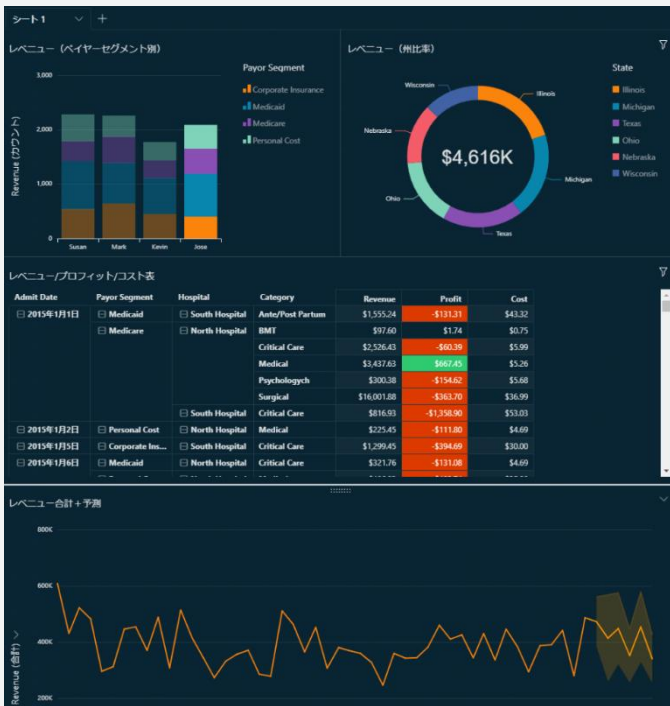 シート 1
レベニュー（ペイヤーセグメント別）
Payor Segment
Corporate Insurance
Medicaid
Medicare
Personal Cost
Revenue (カウント)
3,000
2,000
1,000
0
Susan Mark Kevin Jose
レベニュー（州比率）
State
Illinois
Michigan
Texas
Ohio
Nebraska
Wisconsin
Wisconsin
Illinois
Nebraska
$4,616K
Michigan
Ohio
Texas
レベニュー/プロフィット/コスト表
Admit Date Payor Segment Hospital Category Revenue Profit Cost
2015年1月1日 Medicaid South Hospital Ante/Post Partum $1,555.24 -$131.31 $43.32
Medicare North Hospital BMT $97.60 $1.74 $0.75
Critical Care $2,526.43 -$60.39 $5.99
Medical $3,437.63 $667.45 $5.26
Psychologych $300.38 -$154.62 $5.68
Surgical $16,001.88 -$363.70 $36.99
South Hospital Critical Care $816.93 -$1,358.90 $53.03
2015年1月2日 Personal Cost North Hospital Medical $225.45 -$111.80 $4.69
2015年1月5日 Corporate Ins... South Hospital Critical Care $1,299.45 -$394.69 $30.00
2015年1月6日 Medicaid North Hospital Critical Care $321.76 -$131.08 $4.69
レベニュー合計＋予測
Revenue (合計)